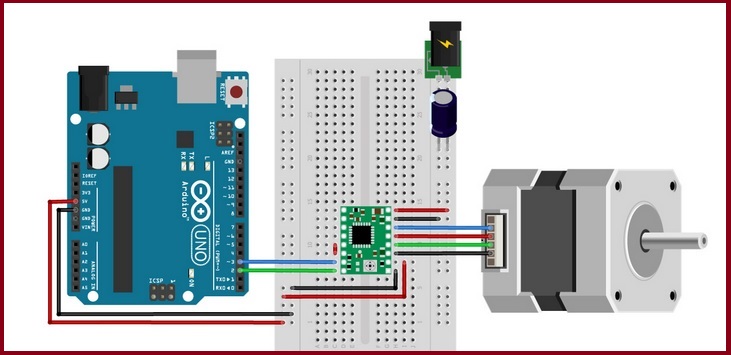 RESET
ICSP2
AREF
GND
13
12
~11
~10
~9
8
7
~6
~5
4
~3
2
TX▸1
RX◂0
DIGITAL (PWM~)
L
TX
RX
Arduino
UNO
ON
ICSP
1
IOREF
RESET
3V3
5V
GND
GND
VIN
POWER
A0
A1
A2
A3
A4
A5
ANALOG IN